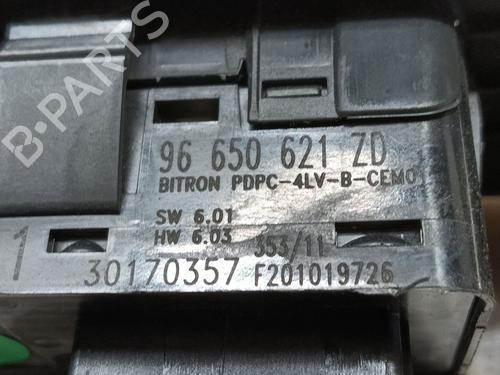 B-PARTS
96 650 621 ZD
BITRON PDPC-4LV-B-CEM01
SW 6.01
HW 6.03 353/11
1 30170357 F201019726